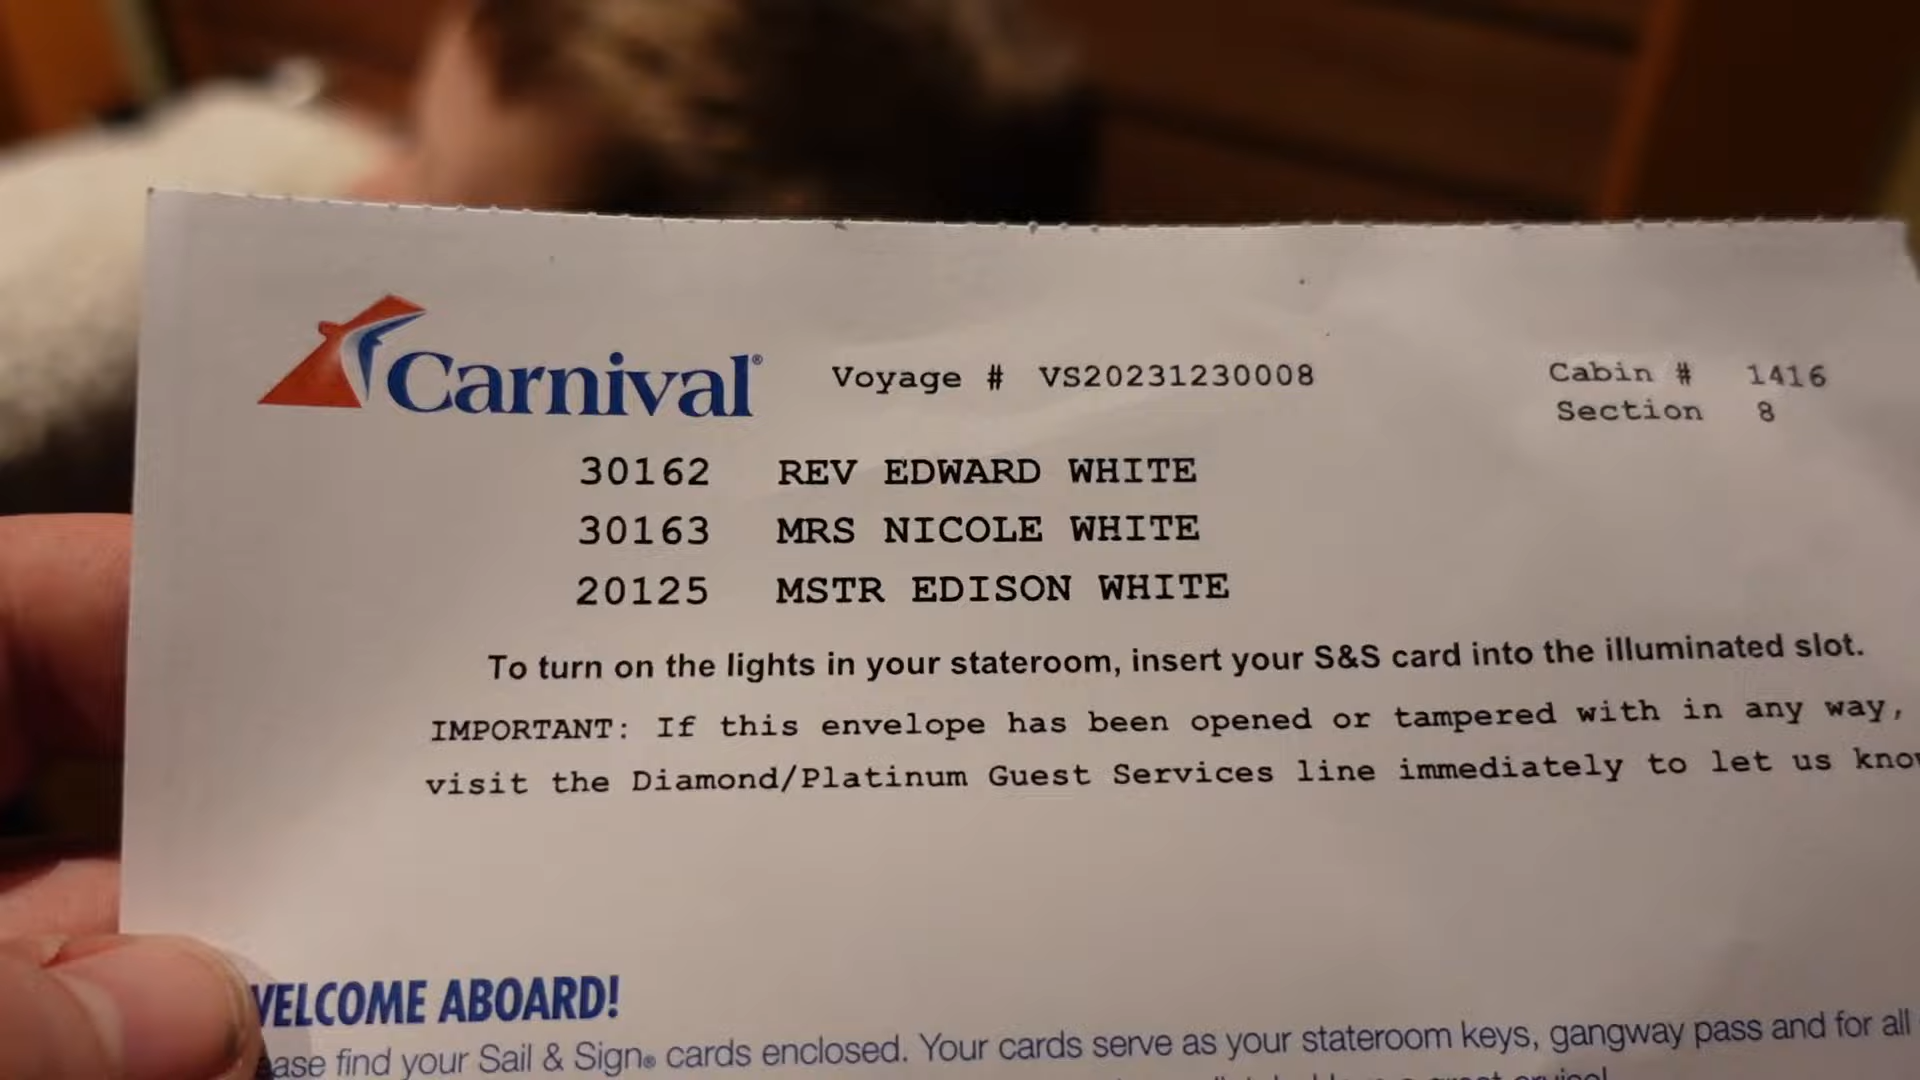 Carnival® Voyage # VS20231230008 Cabin # 1416
Section 8
30162 REV EDWARD WHITE
30163 MRS NICOLE WHITE
20125 MSTR EDISON WHITE
To turn on the lights in your stateroom, insert your S&S card into the illuminated slot.
IMPORTANT: If this envelope has been opened or tampered with in any way,
visit the Diamond/Platinum Guest Services line immediately to let us kno
WELCOME ABOARD!
ease find your Sail & Sign® cards enclosed. Your cards serve as your stateroom keys, gangway pass and for all